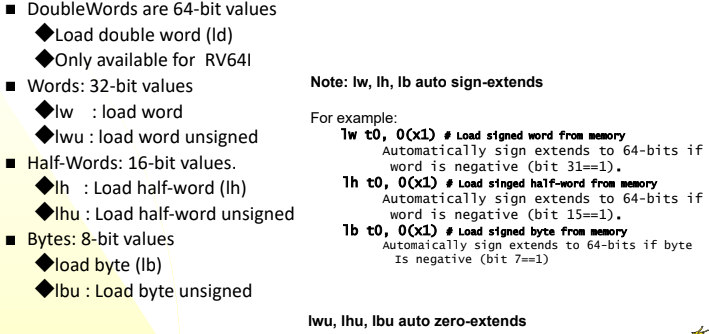 ■ DoubleWords are 64-bit values
◆Load double word (ld)
◆Only available for RV64I
■ Words: 32-bit values
◆lw : load word
◆lwu : load word unsigned
■ Half-Words: 16-bit values.
◆lh : Load half-word (lh)
◆lhu : Load half-word unsigned
■ Bytes: 8-bit values
◆load byte (lb)
◆lbu : Load byte unsigned
Note: lw, lh, lb auto sign-extends
For example:
lw t0, 0(x1) # Load signed word from memory
Automatically sign extends to 64-bits if
word is negative (bit 31==1).
lh t0, 0(x1) # Load singed half-word from memory
Automatically sign extends to 64-bits if
word is negative (bit 15==1).
lb t0, 0(x1) # Load signed byte from memory
Automaically sign extends to 64-bits if byte
Is negative (bit 7==1)
lwu, lhu, lbu auto zero-extends